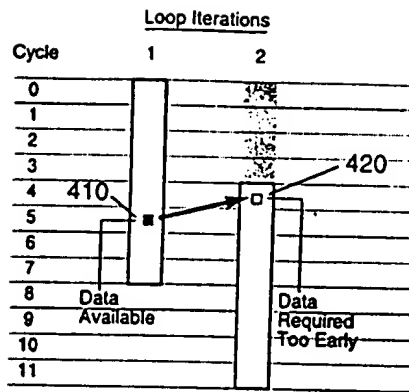 Loop Iterations
Cycle 1 2
0
1
2
3
4
410
420
5
6
7
8
9
10
11
Data
Available
Data
Required
Too Early